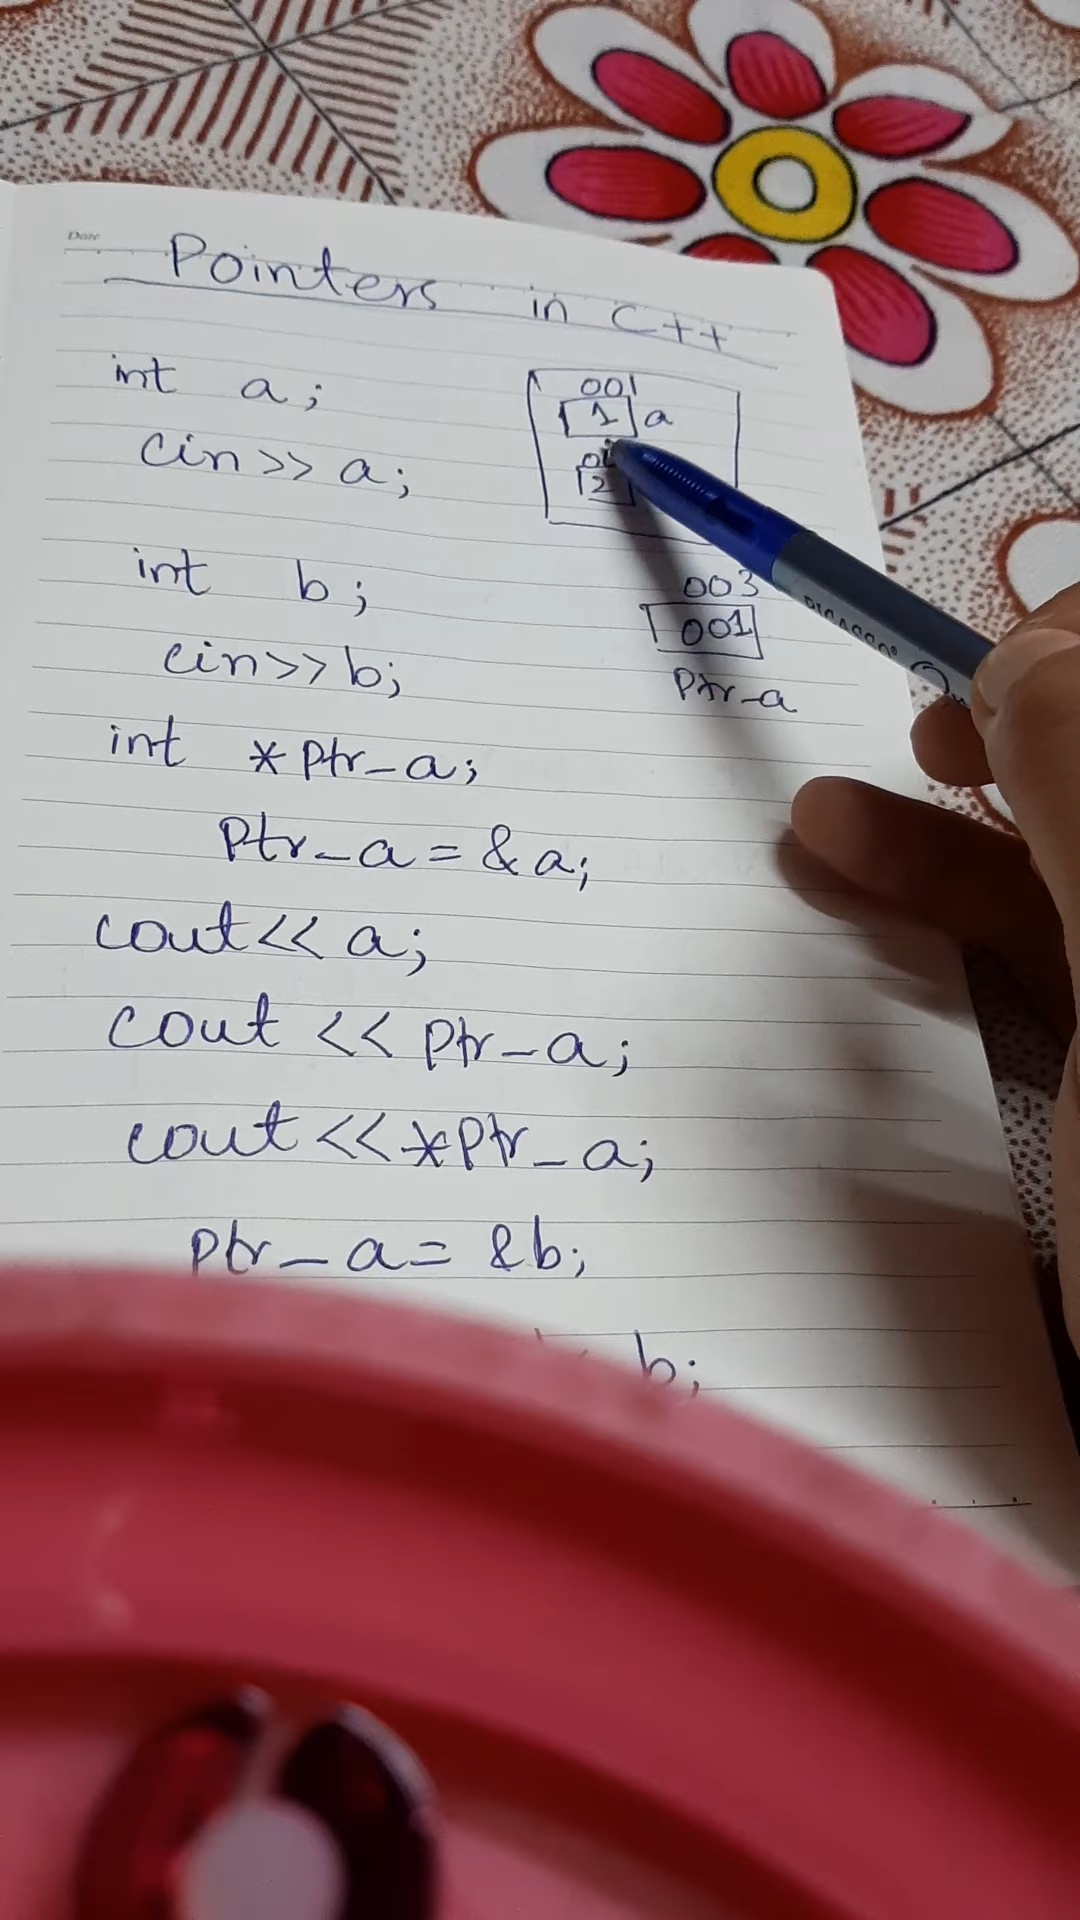 Date
Pointers in C++
int a;
cin>> a;
int b;
cin>> b;
int *ptr_a;
ptr_a = &a;
cout<< a;
cout << ptr_a;
cout <<*ptr_a;
ptr_a = &b;
b;
001
1 a
2
003
001
ptr_a